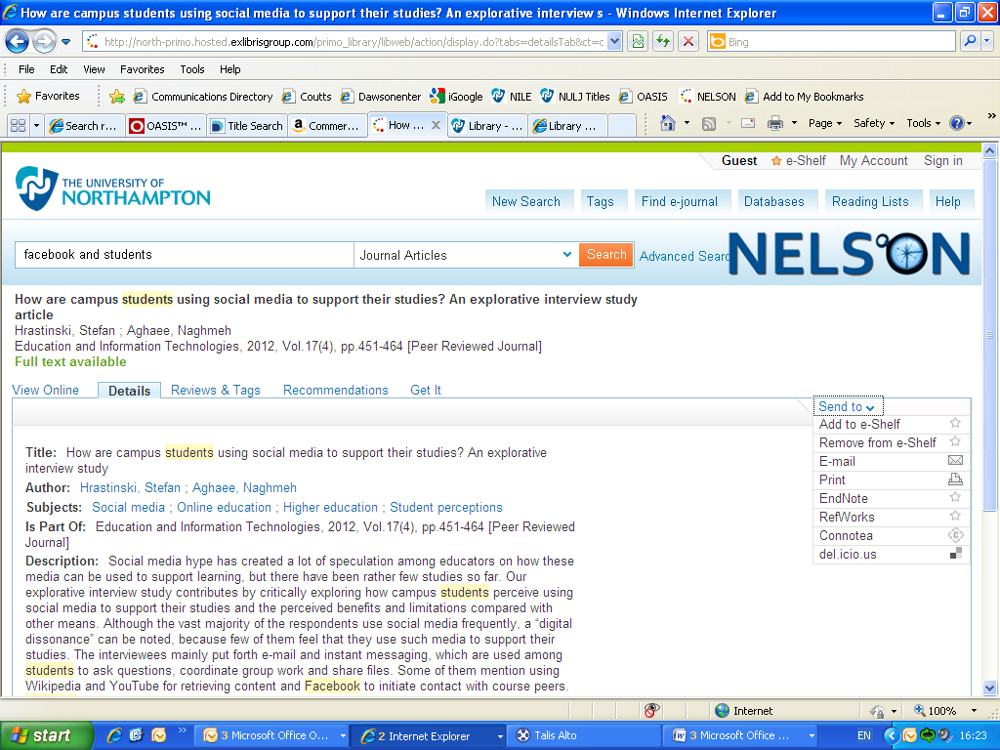 How are campus students using social media to support their studies? An explorative interview s - Windows Internet Explorer
http://north-primo.hosted.exlibrisgroup.com/primo_library/libweb/action/display.do?tabs=detailsTab&ct=c
Bing
File Edit View Favorites Tools Help
Favorites Communications Directory Coutts Dawsonenter iGoogle NILE NULJ Titles OASIS NELSON Add to My Bookmarks
Search r... OASIS™ ... Title Search Commer... How ... Library - ... Library ... Page Safety Tools
Guest e-Shelf My Account Sign in
THE UNIVERSITY OF
NORTHAMPTON
New Search Tags Find e-journal Databases Reading Lists Help
facebook and students Journal Articles Search Advanced Searc NELSON
How are campus students using social media to support their studies? An explorative interview study
article
Hrastinski, Stefan ; Aghaee, Naghmeh
Education and Information Technologies, 2012, Vol.17(4), pp.451-464 [Peer Reviewed Journal]
Full text available
View Online Details Reviews & Tags Recommendations Get It
Send to
Add to e-Shelf
Remove from e-Shelf
E-mail
Print
EndNote
RefWorks
Connotea
del.icio.us
Title: How are campus students using social media to support their studies? An explorative
interview study
Author: Hrastinski, Stefan ; Aghaee, Naghmeh
Subjects: Social media ; Online education ; Higher education ; Student perceptions
Is Part Of: Education and Information Technologies, 2012, Vol.17(4), pp.451-464 [Peer Reviewed
Journal]
Description: Social media hype has created a lot of speculation among educators on how these
media can be used to support learning, but there have been rather few studies so far. Our
explorative interview study contributes by critically exploring how campus students perceive using
social media to support their studies and the perceived benefits and limitations compared with
other means. Although the vast majority of the respondents use social media frequently, a “digital
dissonance” can be noted, because few of them feel that they use such media to support their
studies. The interviewees mainly put forth e-mail and instant messaging, which are used among
students to ask questions, coordinate group work and share files. Some of them mention using
Wikipedia and YouTube for retrieving content and Facebook to initiate contact with course peers.
Internet 100%
start 3 Microsoft Office O... 2 Internet Explorer Talis Alto 3 Microsoft Office ... EN 16:23